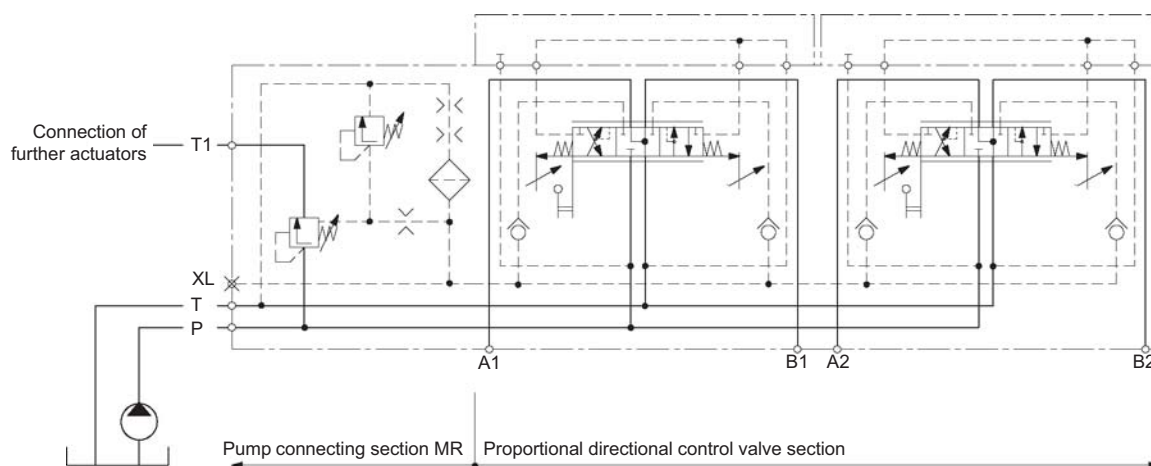 Connection of
further actuators
T1
XL
T
P
A1
B1
A2
B2
Pump connecting section MR
Proportional directional control valve section